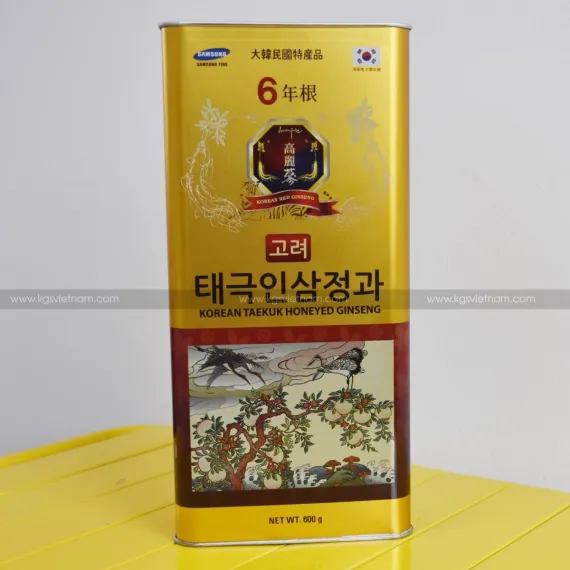 SAMSUNG
SAMSUNG FINE
大韓民國特産品
6年根
高麗蔘
KOREAN RED GINSENG
고려
태극인삼정과
www.kgsvietnam.com
www.kgsvietnam.com
www.kgsvietnam.com
KOREAN TAEKUK HONEYED GINSENG
NET WT. 600 g